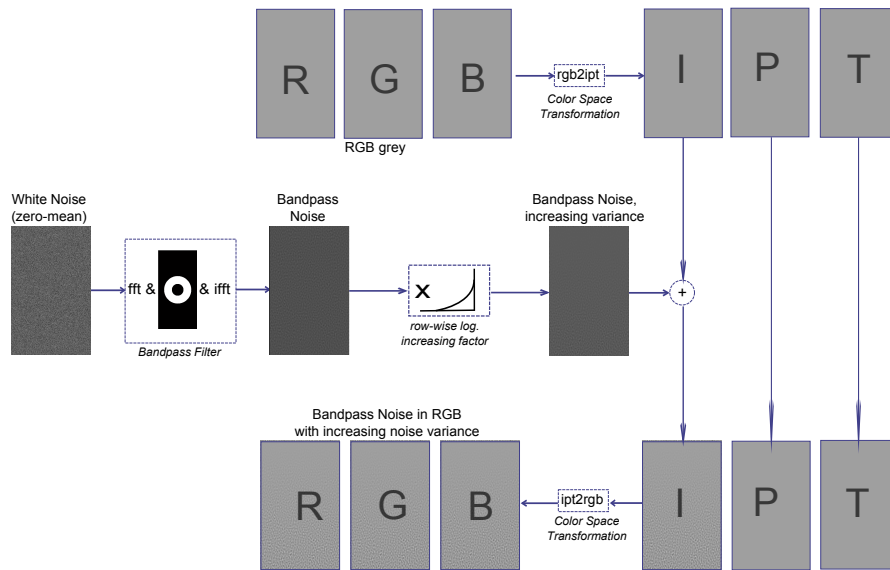 R G B
rgb2ipt
I P T
Color Space
Transformation
RGB grey
White Noise
(zero-mean)
Bandpass
Noise
Bandpass Noise,
increasing variance
fft & & ifft
X
+
row-wise log.
increasing factor
Bandpass Filter
Bandpass Noise in RGB
with increasing noise variance
R G B
ipt2rgb
I P T
Color Space
Transformation